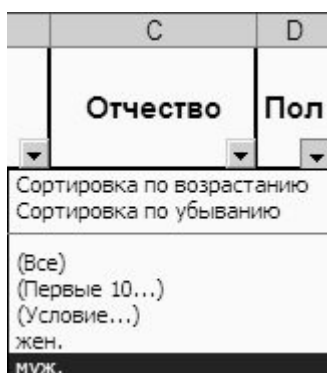 C D
Отчество Пол
Сортировка по возрастанию
Сортировка по убыванию
(Все)
(Первые 10...)
(Условие...)
жен.
муж.